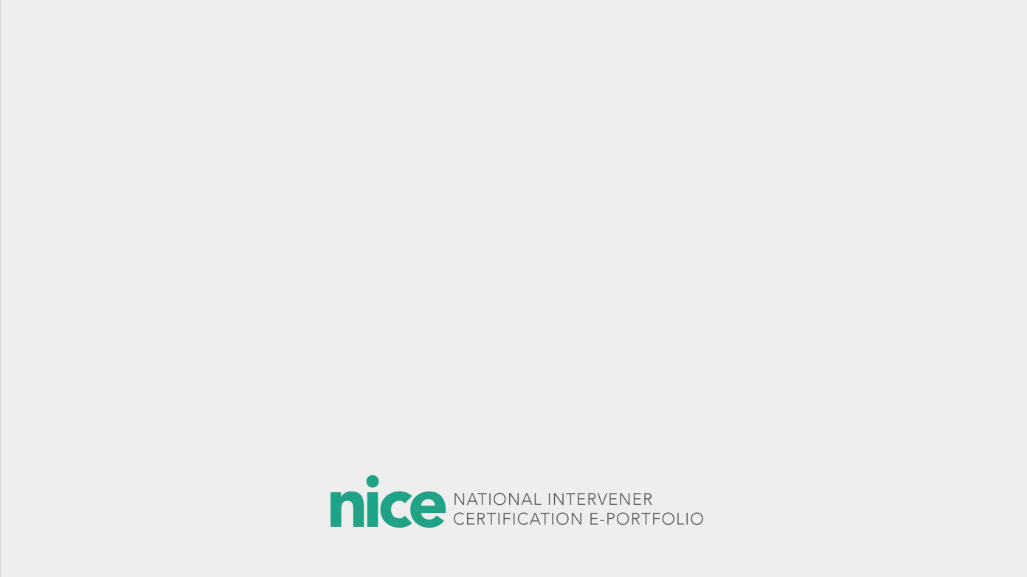 nice NATIONAL INTERVENER
CERTIFICATION E-PORTFOLIO